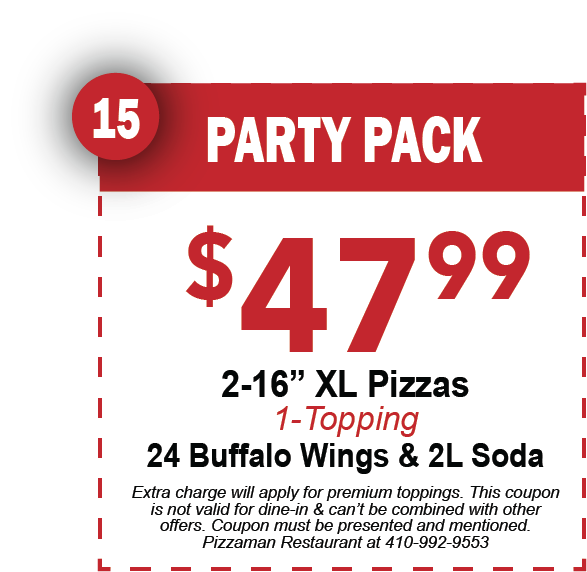 15
PARTY PACK
$47.99
2-16” XL Pizzas
1-Topping
24 Buffalo Wings & 2L Soda
Extra charge will apply for premium toppings. This coupon
is not valid for dine-in & can’t be combined with other
offers. Coupon must be presented and mentioned.
Pizzaman Restaurant at 410-992-9553